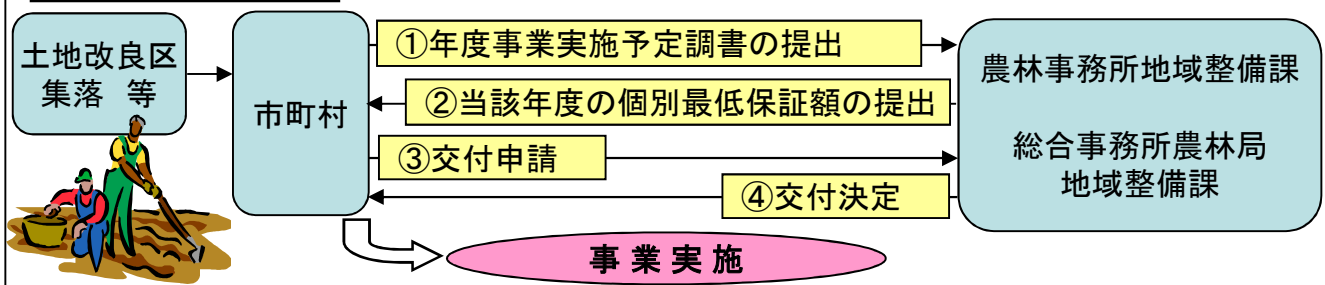 土地改良区
集落 等
市町村
①年度事業実施予定調書の提出
②当該年度の個別最低保証額の提出
③交付申請
④交付決定
農林事務所地域整備課
総合事務所農林局
地域整備課
事業実施